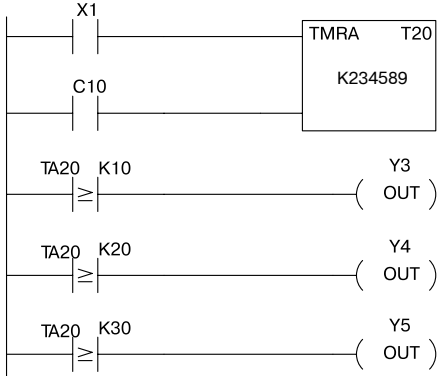 X1
TMRA T20
K234589
C10
TA20 ≥ K10
Y3
OUT
TA20 ≥ K20
Y4
OUT
TA20 ≥ K30
Y5
OUT